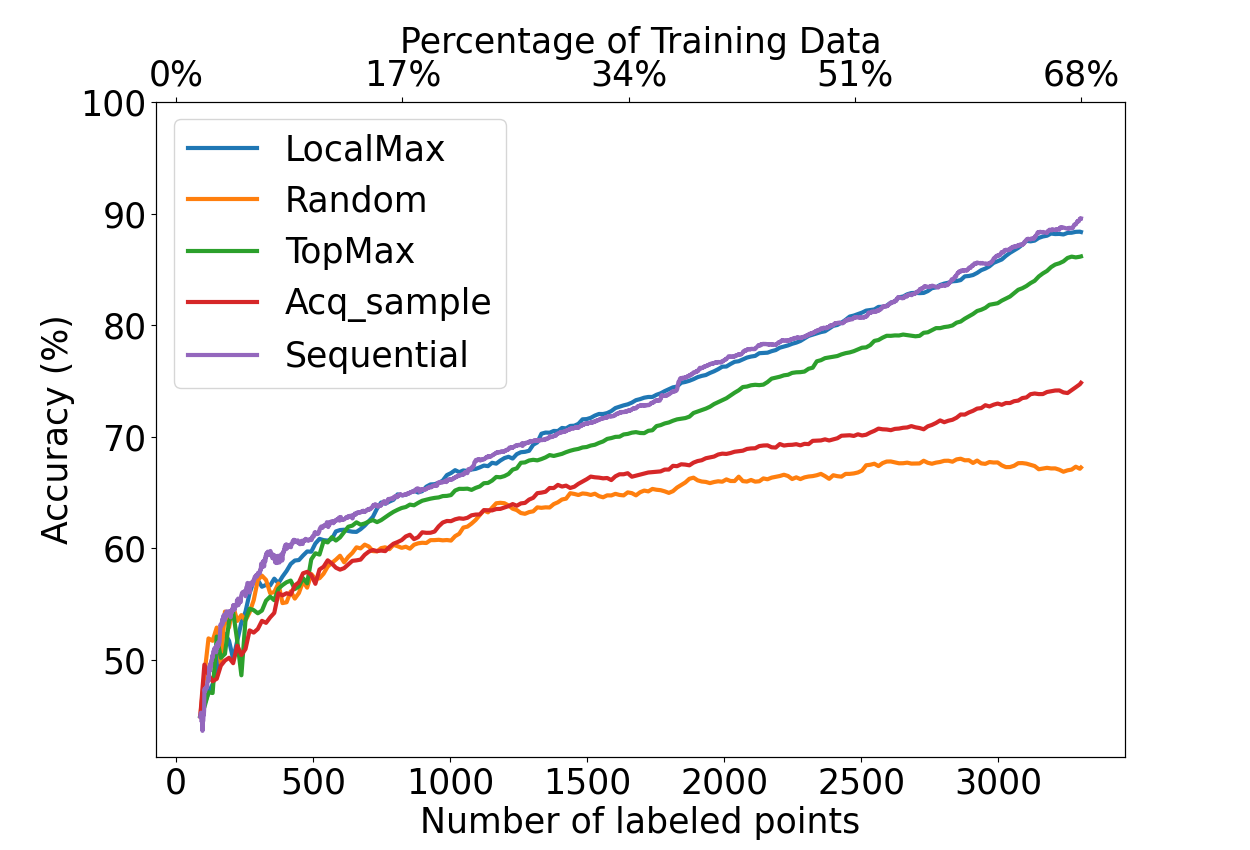 Percentage of Training Data
0% 17% 34% 51% 68%
100
90
80
70
60
50
Accuracy (%)
LocalMax
Random
TopMax
Acq_sample
Sequential
0 500 1000 1500 2000 2500 3000
Number of labeled points